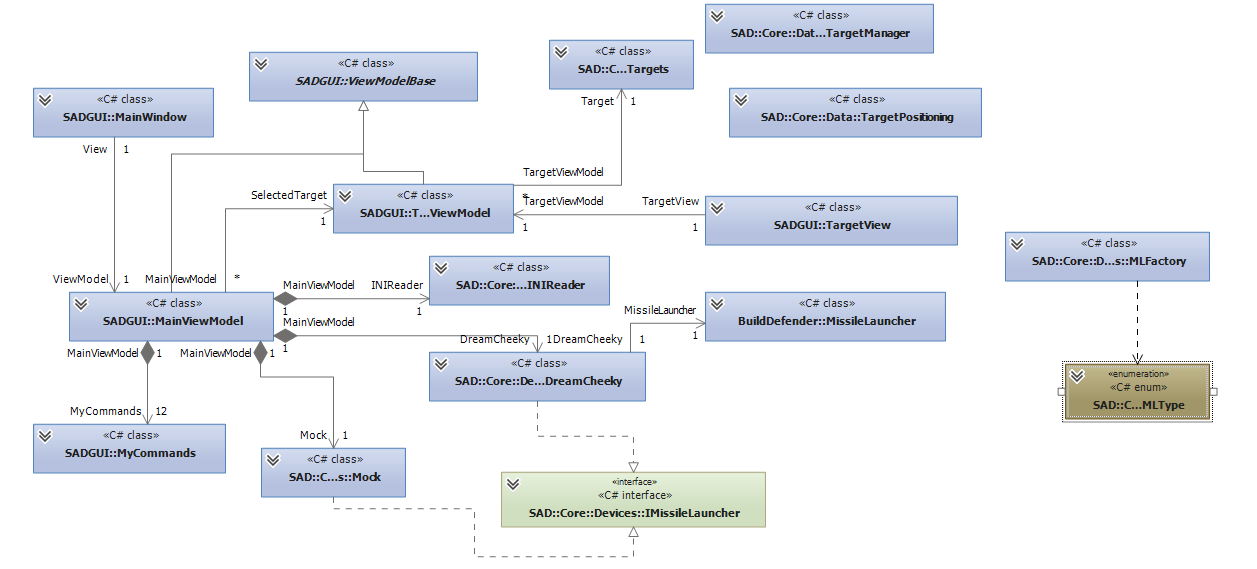 «C# class»
SAD::Core::Dat...TargetManager
«C# class»
SAD::C...Targets
«C# class»
SADGUI::ViewModelBase
«C# class»
SADGUI::MainWindow
«C# class»
SAD::Core::Data::TargetPositioning
Target 1
View 1
TargetViewModel
*
«C# class»
SADGUI::T...ViewModel
SelectedTarget
1
TargetViewModel
1
TargetView
1
«C# class»
SADGUI::TargetView
«C# class»
SAD::Core::D...s::MLFactory
ViewModel 1
MainViewModel *
«C# class»
SADGUI::MainViewModel
MainViewModel
1
INIReader
1
«C# class»
SAD::Core:...INIReader
MainViewModel
1
DreamCheeky 1
MissileLauncher
1
DreamCheeky 1
«C# class»
BuildDefender::MissileLauncher
«C# class»
SAD::Core::De...DreamCheeky
«enumeration»
«C# enum»
SAD::C...MLType
MainViewModel 1
MainViewModel 1
MyCommands 12
«C# class»
SADGUI::MyCommands
Mock 1
«C# class»
SAD::C...s::Mock
«interface»
«C# interface»
SAD::Core::Devices::IMissileLauncher